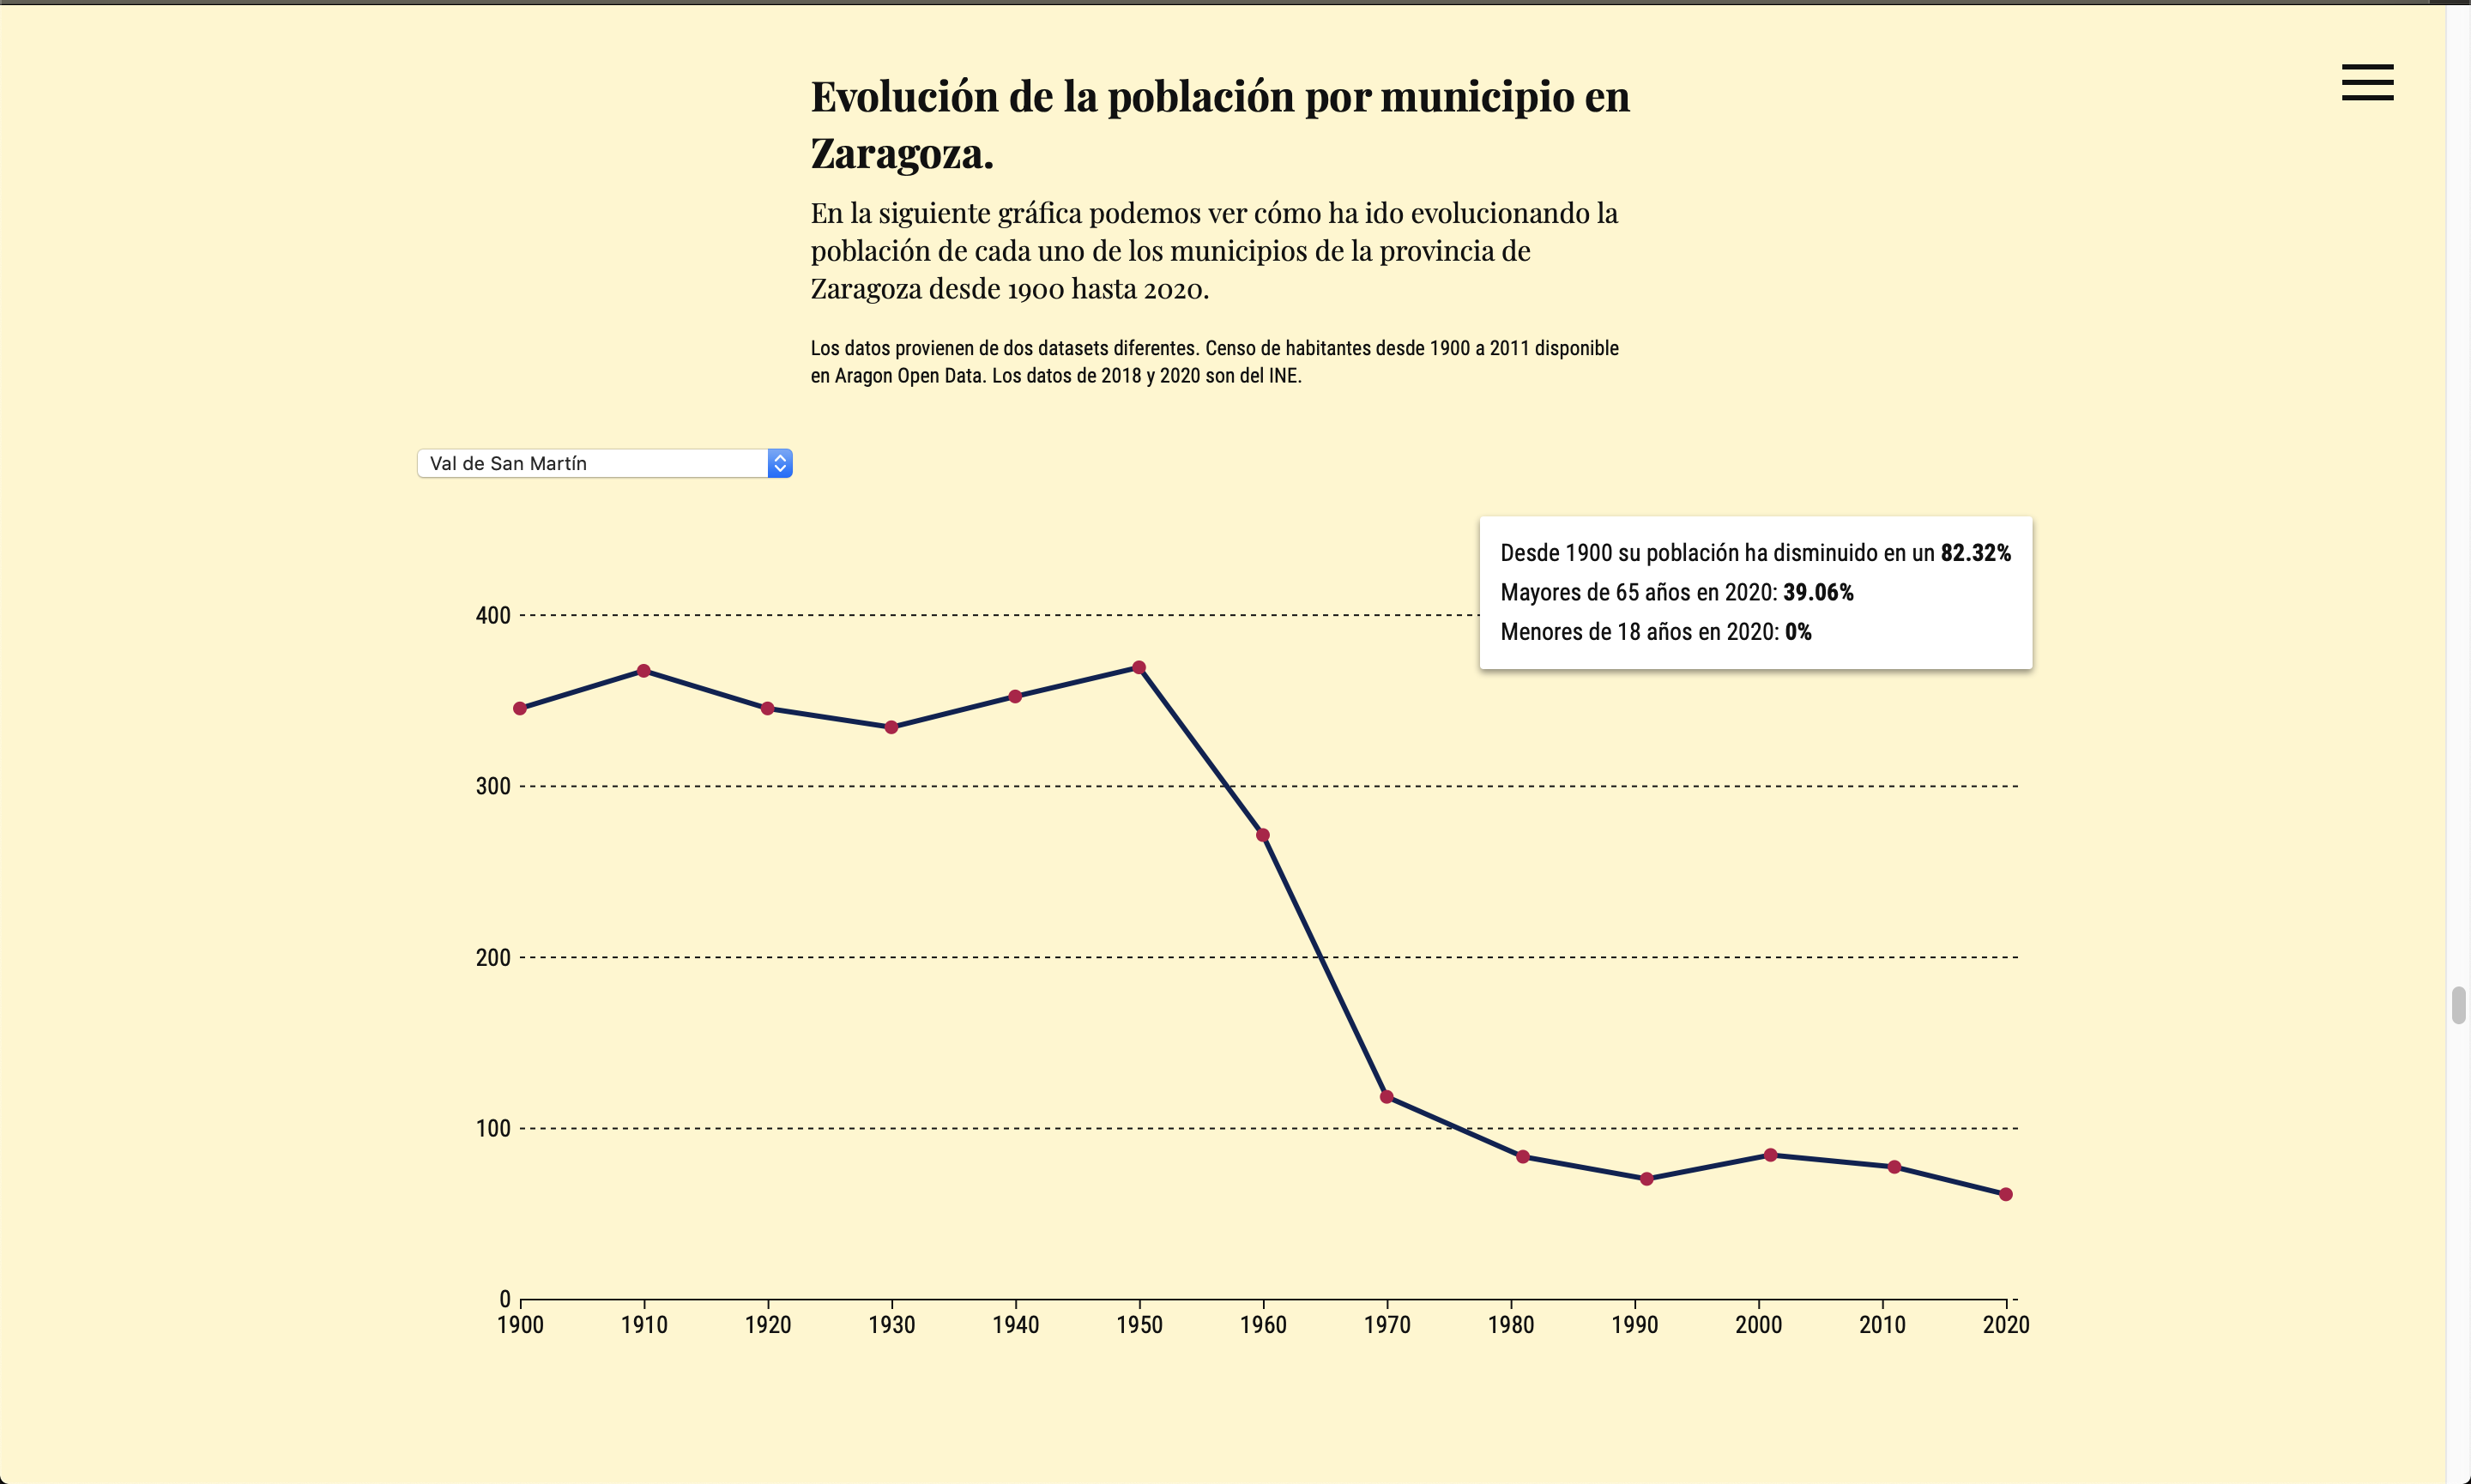 Evolución de la población por municipio en
Zaragoza.
En la siguiente gráfica podemos ver cómo ha ido evolucionando la
población de cada uno de los municipios de la provincia de
Zaragoza desde 1900 hasta 2020.
Los datos provienen de dos datasets diferentes. Censo de habitantes desde 1900 a 2011 disponible
en Aragon Open Data. Los datos de 2018 y 2020 son del INE.
Val de San Martín
Desde 1900 su población ha disminuido en un 82.32%
Mayores de 65 años en 2020: 39.06%
Menores de 18 años en 2020: 0%
400
300
200
100
0
1900 1910 1920 1930 1940 1950 1960 1970 1980 1990 2000 2010 2020